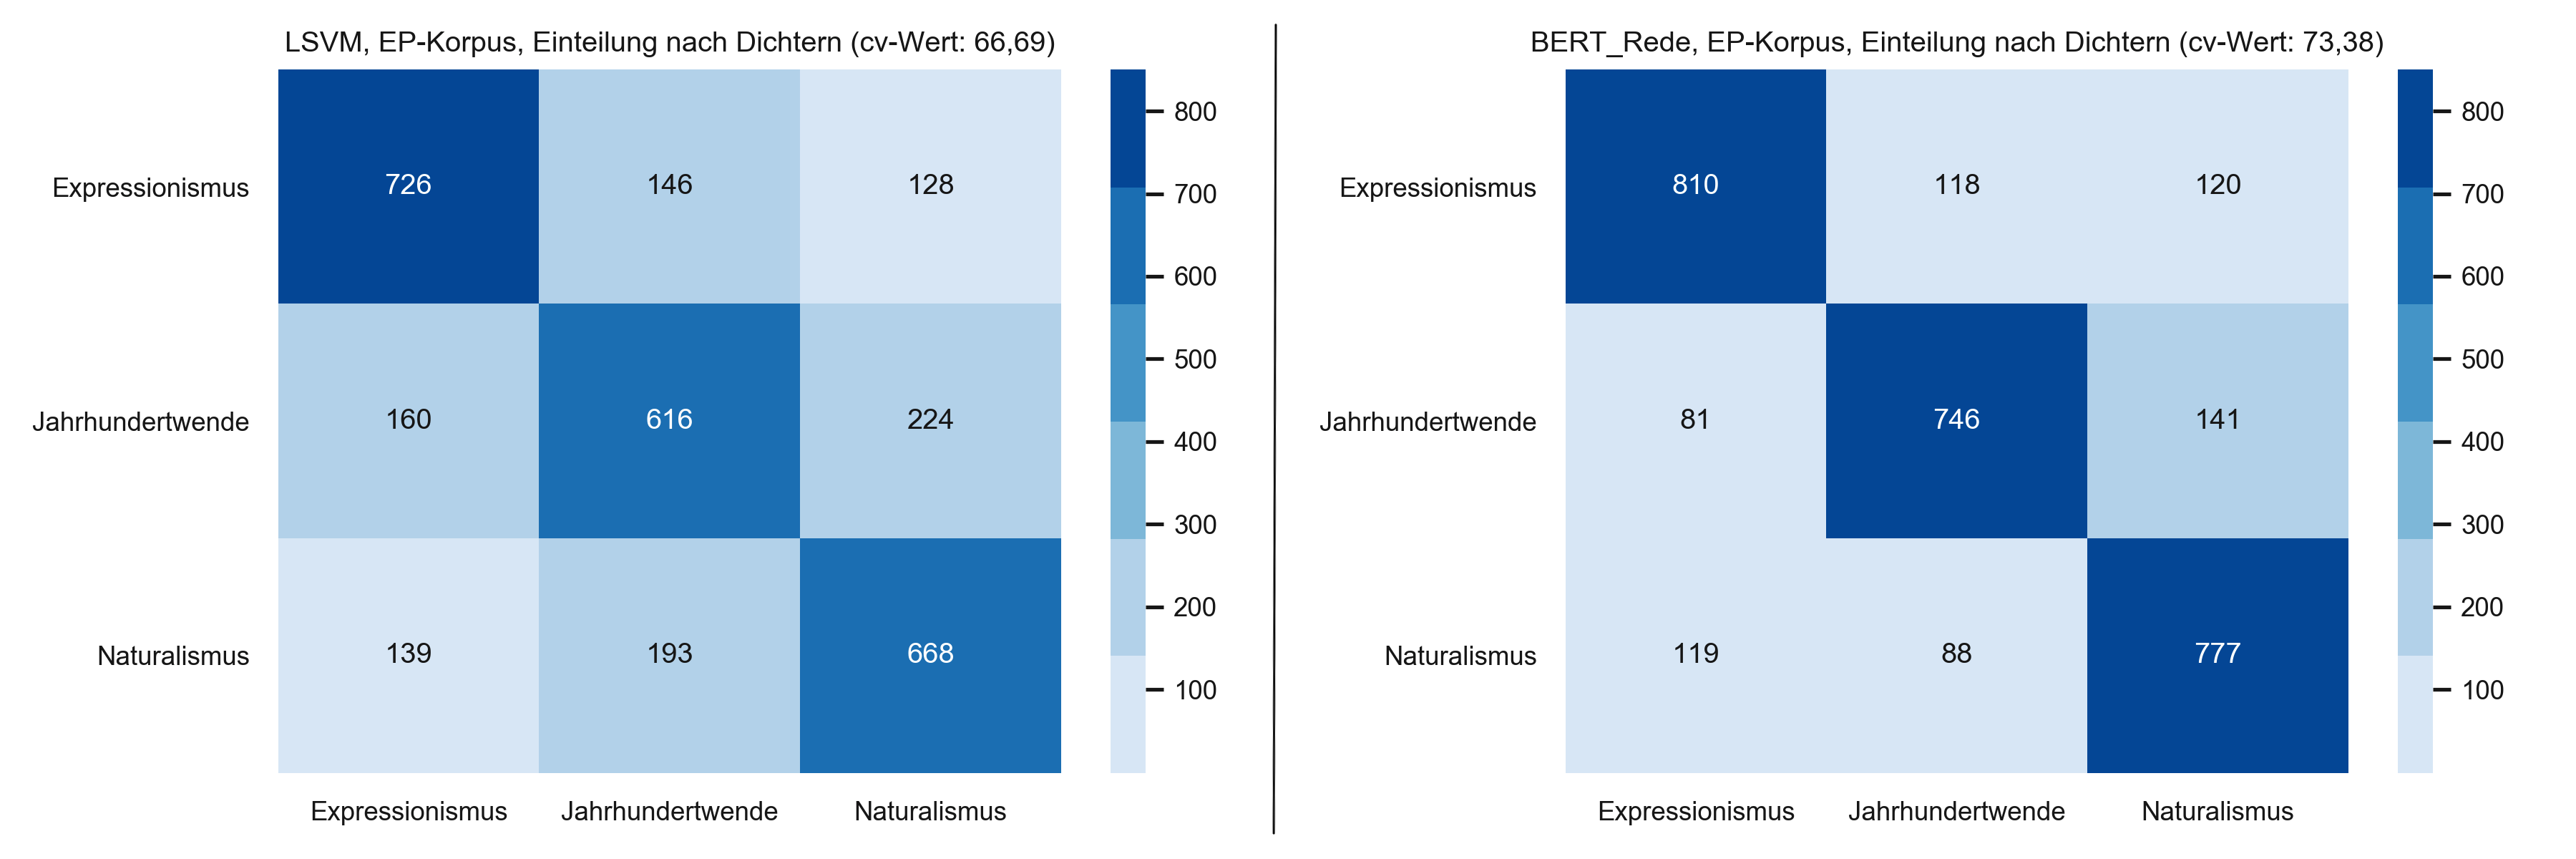 LSVM, EP-Korpus, Einteilung nach Dichtern (cv-Wert: 66,69)
Expressionismus 726 146 128
Jahrhundertwende 160 616 224
Naturalismus 139 193 668
Expressionismus Jahrhundertwende Naturalismus
800
700
600
500
400
300
200
100
BERT_Rede, EP-Korpus, Einteilung nach Dichtern (cv-Wert: 73,38)
Expressionismus 810 118 120
Jahrhundertwende 81 746 141
Naturalismus 119 88 777
Expressionismus Jahrhundertwende Naturalismus
800
700
600
500
400
300
200
100